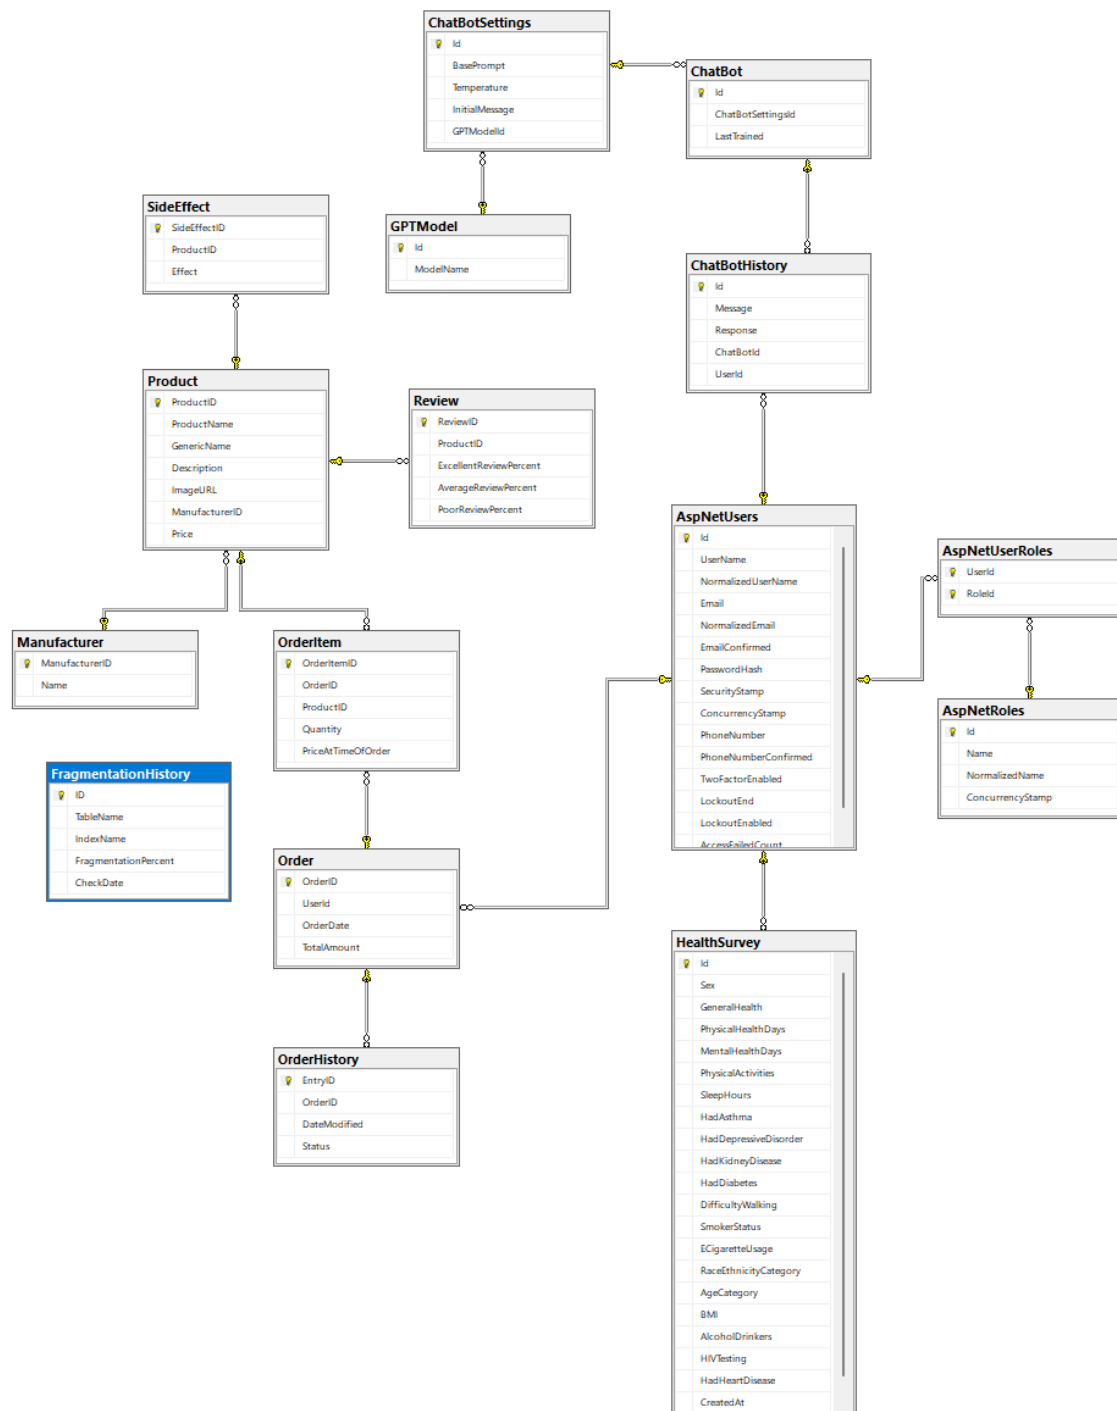 ChatBotSettings
Id
BasePrompt
Temperature
InitialMessage
GPTModelId
ChatBot
Id
ChatBotSettingsId
LastTrained
SideEffect
SideEffectID
ProductID
Effect
GPTModel
Id
ModelName
ChatBotHistory
Id
Message
Response
ChatBotId
UserId
Product
ProductID
ProductName
GenericName
Description
ImageURL
ManufacturerID
Price
Review
ReviewID
ProductID
ExcellentReviewPercent
AverageReviewPercent
PoorReviewPercent
AspNetUsers
Id
UserName
NormalizedUserName
Email
NormalizedEmail
EmailConfirmed
PasswordHash
SecurityStamp
ConcurrencyStamp
PhoneNumber
PhoneNumberConfirmed
TwoFactorEnabled
LockoutEnd
LockoutEnabled
AccessFailedCount
AspNetUserRoles
UserId
RoleId
Manufacturer
ManufacturerID
Name
OrderItem
OrderItemID
OrderID
ProductID
Quantity
PriceAtTimeOfOrder
AspNetRoles
Id
Name
NormalizedName
ConcurrencyStamp
FragmentationHistory
ID
TableName
IndexName
FragmentationPercent
CheckDate
Order
OrderID
UserId
OrderDate
TotalAmount
HealthSurvey
Id
Sex
GeneralHealth
PhysicalHealthDays
MentalHealthDays
PhysicalActivities
SleepHours
HadAsthma
HadDepressiveDisorder
HadKidneyDisease
HadDiabetes
DifficultyWalking
SmokerStatus
ECigaretteUsage
RaceEthnicityCategory
AgeCategory
BMI
AlcoholDrinkers
HIVTesting
HadHeartDisease
CreatedAt
OrderHistory
EntryID
OrderID
DateModified
Status